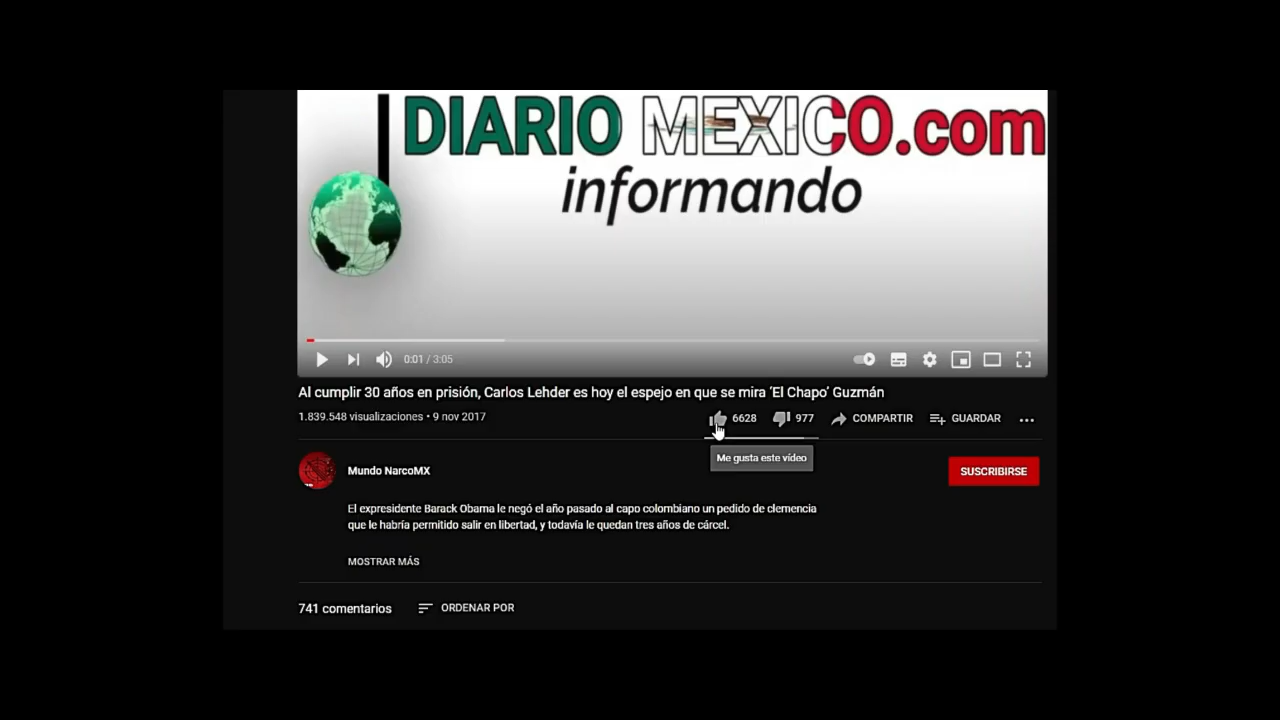 DIARIO MEXICO.com
informando
0:01 / 3:05
Al cumplir 30 años en prisión, Carlos Lehder es hoy el espejo en que se mira ‘El Chapo’ Guzmán
1.839.548 visualizaciones • 9 nov 2017
6628 977 COMPARTIR GUARDAR
Me gusta este vídeo
Mundo NarcoMX
SUSCRIBIRSE
El expresidente Barack Obama le negó el año pasado al capo colombiano un pedido de clemencia
que le habría permitido salir en libertad, y todavía le quedan tres años de cárcel.
MOSTRAR MÁS
741 comentarios ORDENAR POR